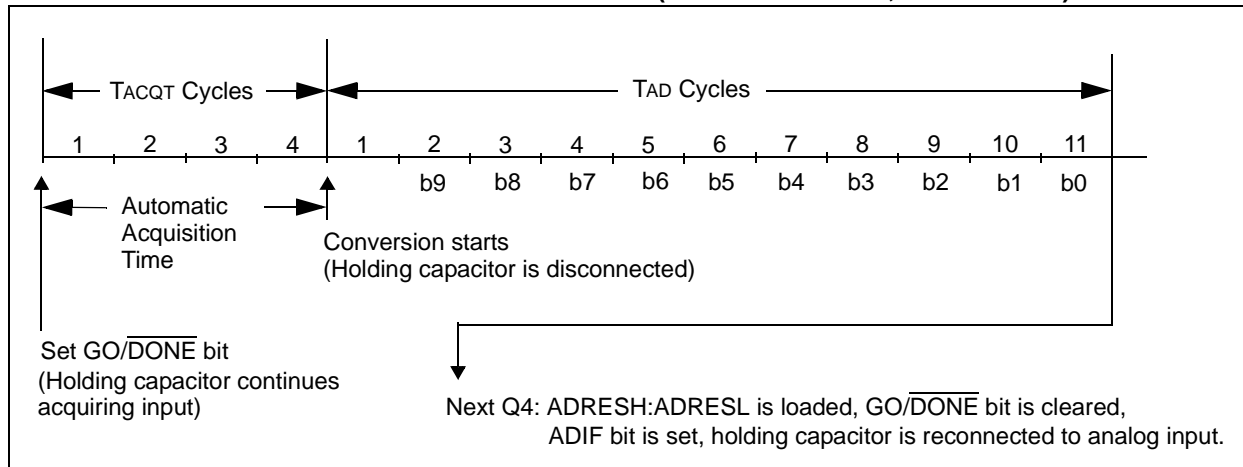 TACQT Cycles TAD Cycles
1 2 3 4 1 2 3 4 5 6 7 8 9 10 11
b9 b8 b7 b6 b5 b4 b3 b2 b1 b0
Automatic
Acquisition
Time
Conversion starts
(Holding capacitor is disconnected)
Set GO/DONE bit
(Holding capacitor continues
acquiring input)
Next Q4: ADRESH:ADRESL is loaded, GO/DONE bit is cleared,
ADIF bit is set, holding capacitor is reconnected to analog input.